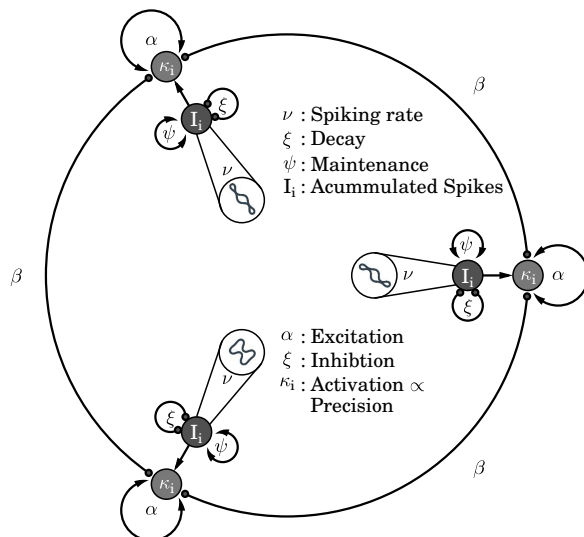 α
κi
β
ξ
Ii
ψ
ν
ν : Spiking rate
ξ : Decay
ψ : Maintenance
Ii : Acummulated Spikes
β
ψ
ν
Ii
κi
α
ξ
α : Excitation
ξ : Inhibtion
κi : Activation ∝
Precision
ν
ξ
Ii
ψ
κi
α
β